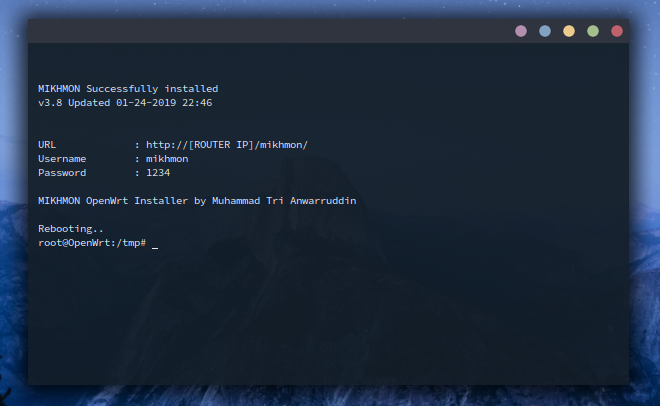 MIKHMON Successfully installed
v3.8 Updated 01-24-2019 22:46
URL : http://[ROUTER IP]/mikhmon/
Username : mikhmon
Password : 1234
MIKHMON OpenWrt Installer by Muhammad Tri Anwarruddin
Rebooting..
root@OpenWrt:/tmp# _